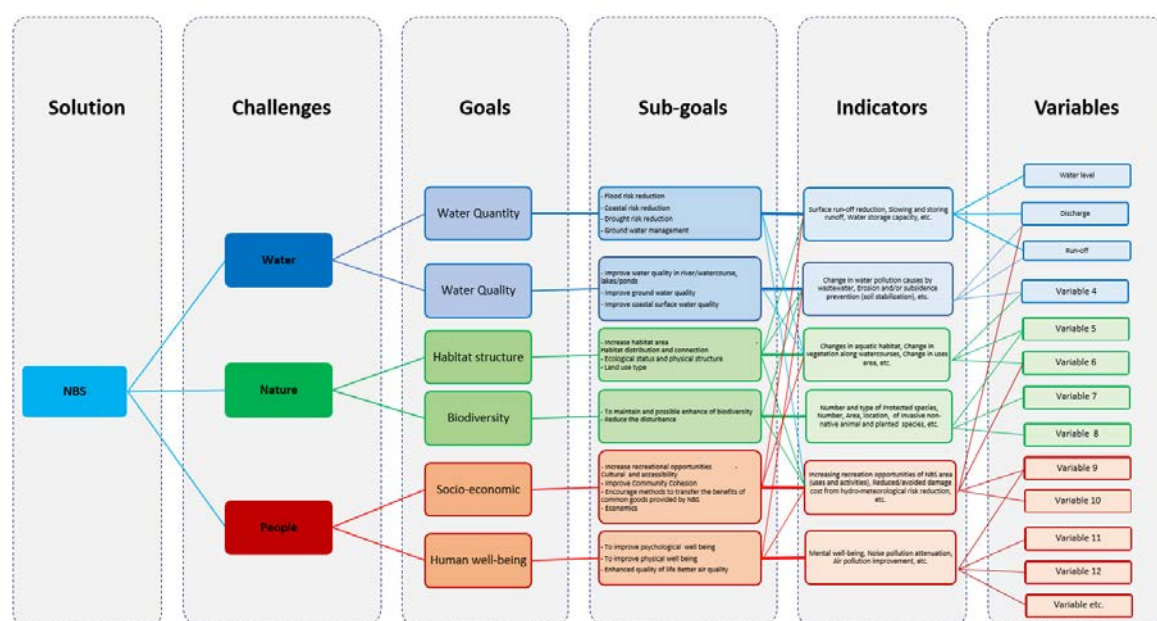 Solution
Challenges
Goals
Sub-goals
Indicators
Variables
NBS
Water
Nature
People
Water Quantity
Water Quality
Habitat structure
Biodiversity
Socio-economic
Human well-being
- Flood risk reduction
- Coastal risk reduction
- Drought risk reduction
- Ground water management
- Improve water quality in river/watercourse,
lakes/ponds
- Improve ground water quality
- Improve coastal surface water quality
- Increase habitat area -
Habitat distribution and connection
- Ecological status and physical structure
- Land use type
- To maintain and possible enhance of biodiversity
- Reduce the disturbance
- Increase recreational opportunities -
Cultural and accessibility
- Improve Community Cohesion
- Encourage methods to transfer the benefits of
common goods provided by NBS
- Economics
- To improve psychological well being
- To improve physical well being
- Enhanced quality of life Better air quality
Surface run-off reduction, Slowing and storing
runoff, Water storage capacity, etc.
Change in water pollution causes by
wastewater, Erosion and/or subsidence
prevention (soil stabilization), etc.
Changes in aquatic habitat, Change in
vegetation along watercourses, Change in uses
area, etc.
Number and type of Protected species,
Number, Area, location, of invasive non-
native animal and planted species, etc.
Increasing recreation opportunities of NBS area
(uses and activities), Reduced/avoided damage
cost from hydro-meteorological risk reduction,
etc.
Mental well-being, Noise pollution attenuation,
Air pollution improvement, etc.
Water level
Discharge
Run-off
Variable 4
Variable 5
Variable 6
Variable 7
Variable 8
Variable 9
Variable 10
Variable 11
Variable 12
Variable etc.